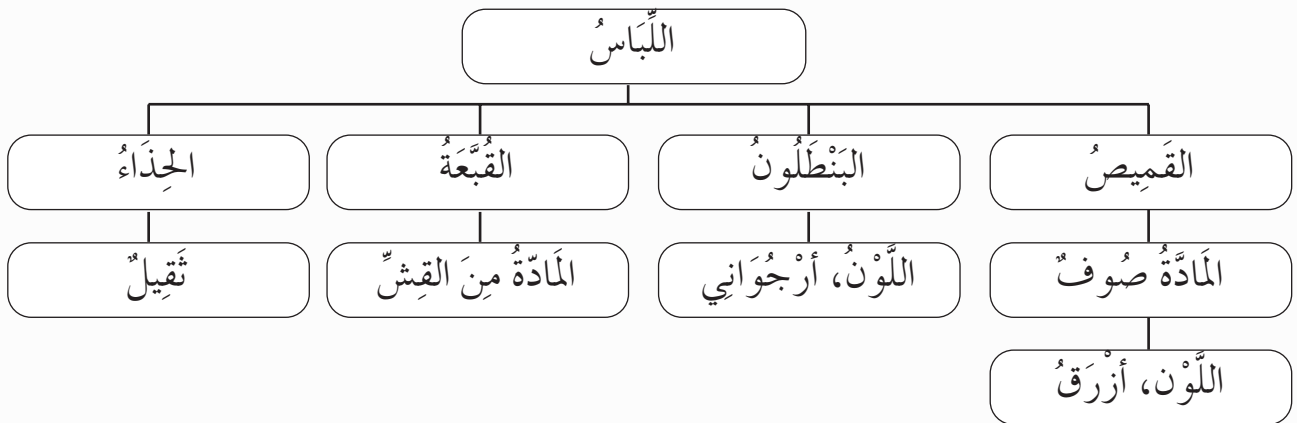 اللِّبَاسُ
القَمِيصُ
البَنْطَلُونُ
القُبَّعَةُ
الحِذَاءُ
المَادَّةُ صُوفٌ
اللَّوْنُ، أرْجُوَانِي
المَادّةُ مِنَ القِشِّ
ثَقِيلٌ
اللَّوْن، أزْرَقُ